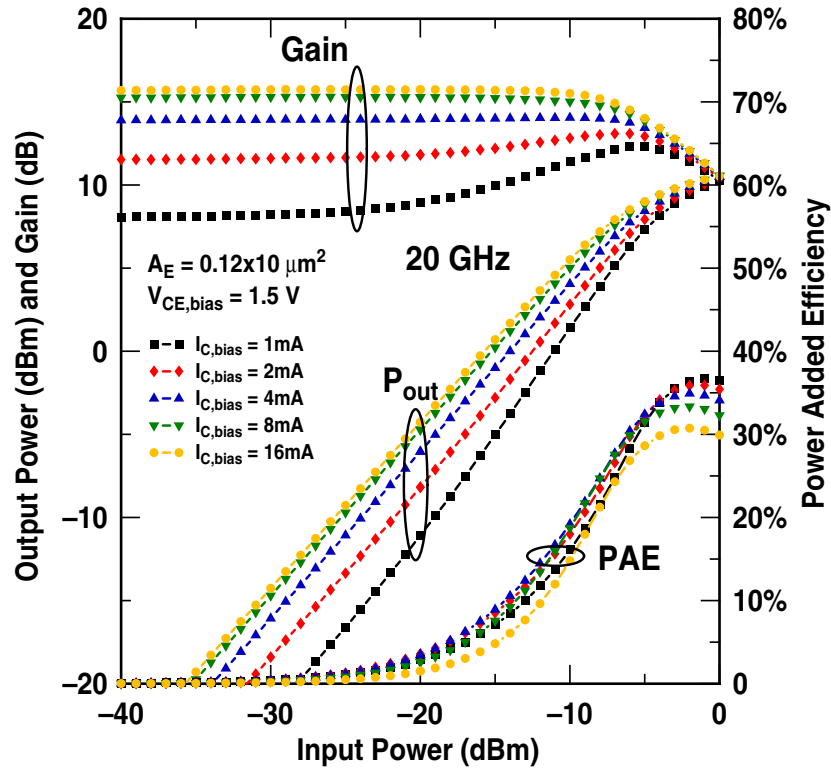 20
10
0
−10
−20
Output Power (dBm) and Gain (dB)
80%
70%
60%
50%
40%
30%
20%
10%
0
Power Added Efficiency
−40
−30
−20
−10
0
Input Power (dBm)
Gain
A_E = 0.12x10 μm²
V_CE,bias = 1.5 V
20 GHz
I_C,bias = 1mA
I_C,bias = 2mA
I_C,bias = 4mA
I_C,bias = 8mA
I_C,bias = 16mA
P_out
PAE